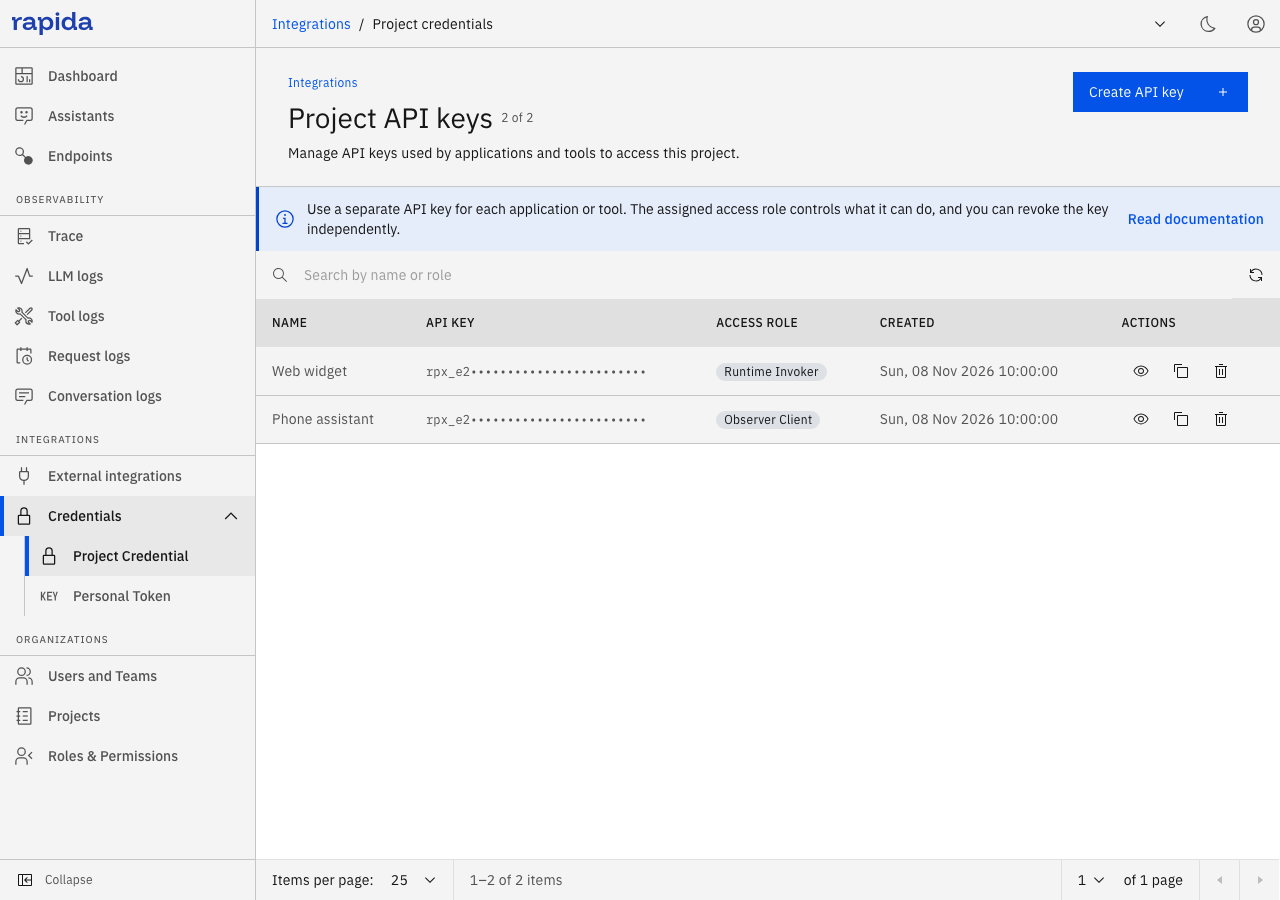 rapida
Integrations / Project credentials
Dashboard
Assistants
Endpoints
OBSERVABILITY
Trace
LLM logs
Tool logs
Request logs
Conversation logs
INTEGRATIONS
External integrations
Credentials
Project Credential
KEY Personal Token
ORGANIZATIONS
Users and Teams
Projects
Roles & Permissions
Collapse
Integrations
Project API keys 2 of 2
Manage API keys used by applications and tools to access this project.
Create API key +
Use a separate API key for each application or tool. The assigned access role controls what it can do, and you can revoke the key
independently.
Read documentation
Search by name or role
NAME API KEY ACCESS ROLE CREATED ACTIONS
Web widget rpx_e2•••••••••••••••••••••••• Runtime Invoker Sun, 08 Nov 2026 10:00:00
Phone assistant rpx_e2•••••••••••••••••••••••• Observer Client Sun, 08 Nov 2026 10:00:00
Items per page: 25 1–2 of 2 items 1 of 1 page